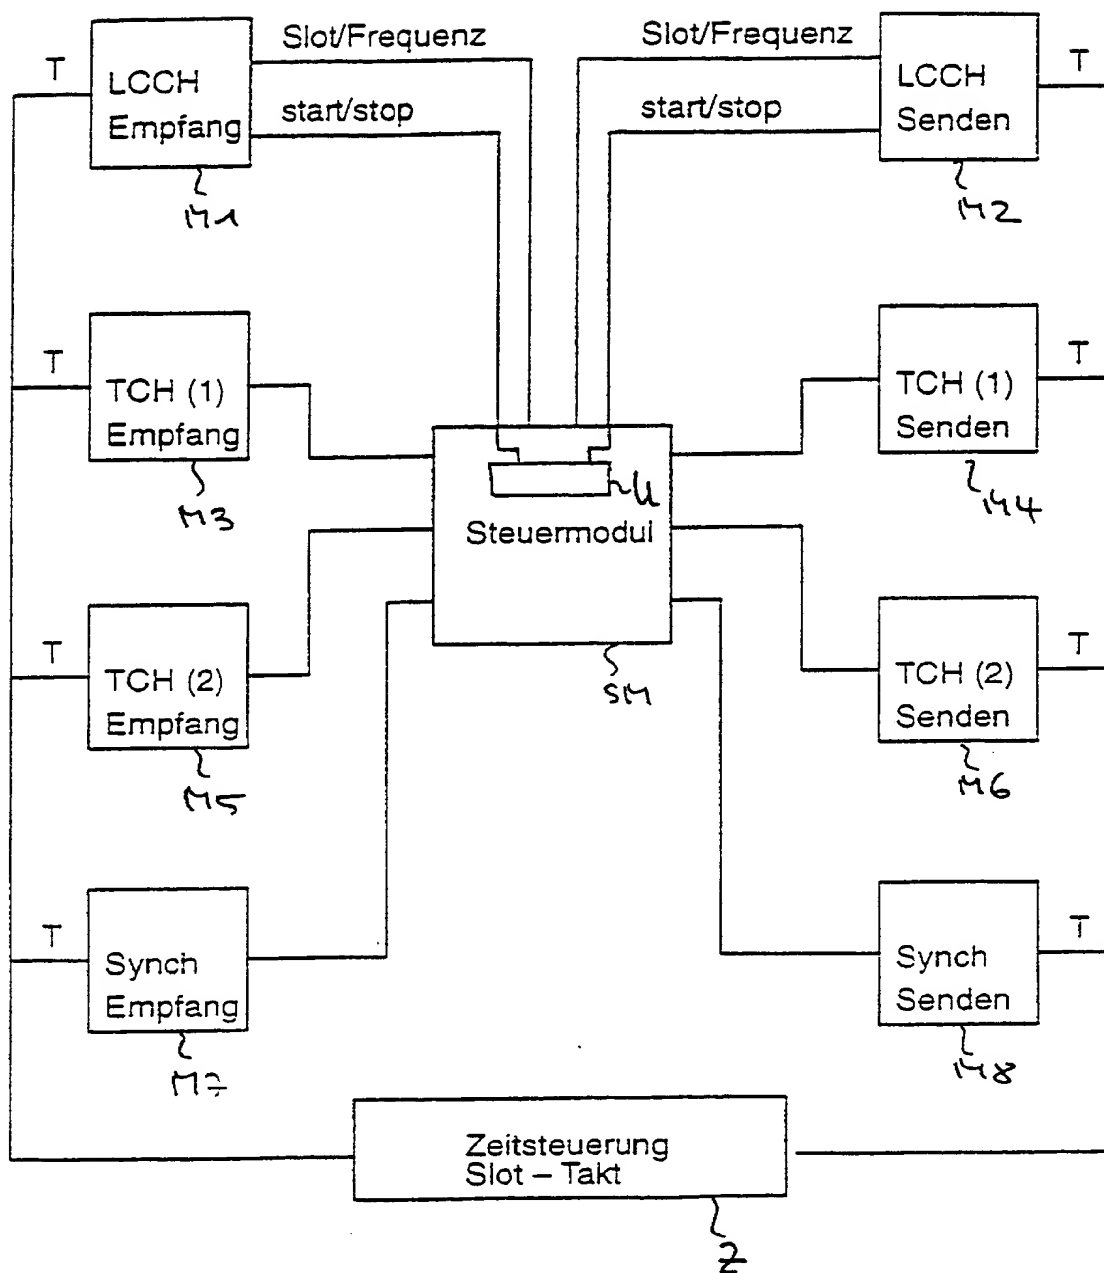 Slot/Frequenz
Slot/Frequenz
T
LCCH
Empfang
start/stop
start/stop
LCCH
Senden
T
M1
M2
T
TCH (1)
Empfang
TCH (1)
Senden
T
M3
M4
U
Steuermodul
SM
T
TCH (2)
Empfang
TCH (2)
Senden
T
M5
M6
T
Synch
Empfang
Synch
Senden
T
M7
M8
Zeitsteuerung
Slot – Takt
Z